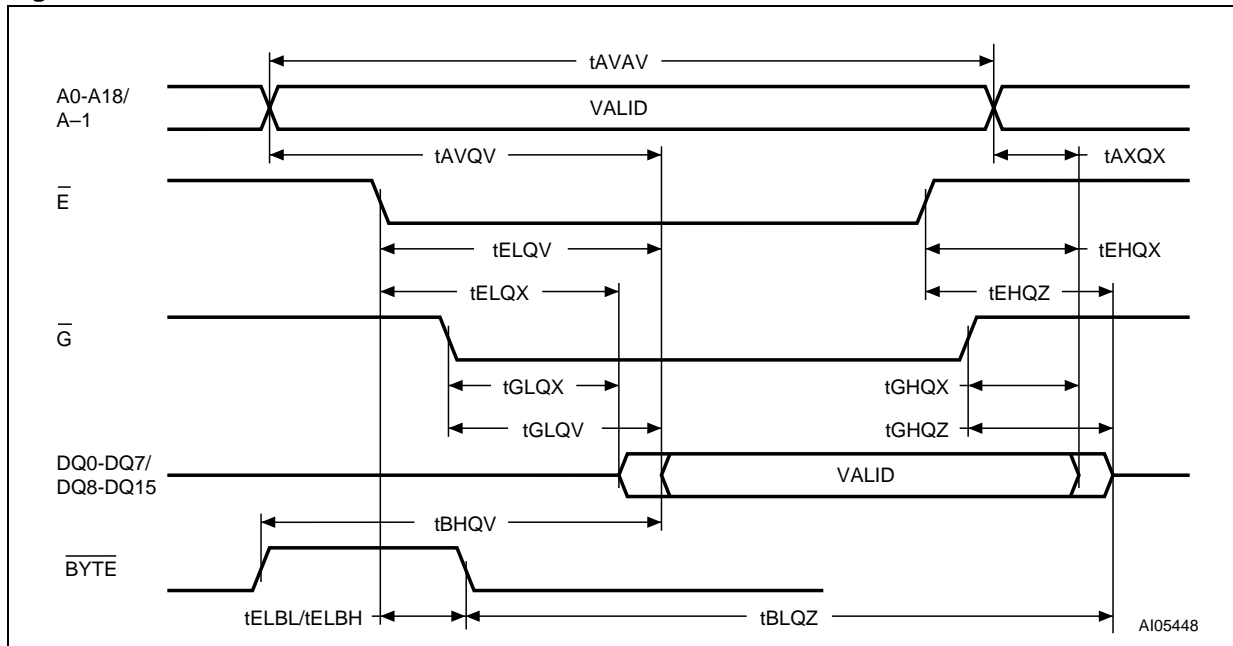 tAVAV
A0-A18/
A–1
VALID
tAVQV
tAXQX
E
tELQV
tEHQX
tELQX
tEHQZ
G
tGLQX
tGHQX
tGLQV
tGHQZ
DQ0-DQ7/
DQ8-DQ15
VALID
tBHQV
BYTE
tELBL/tELBH
tBLQZ
AI05448